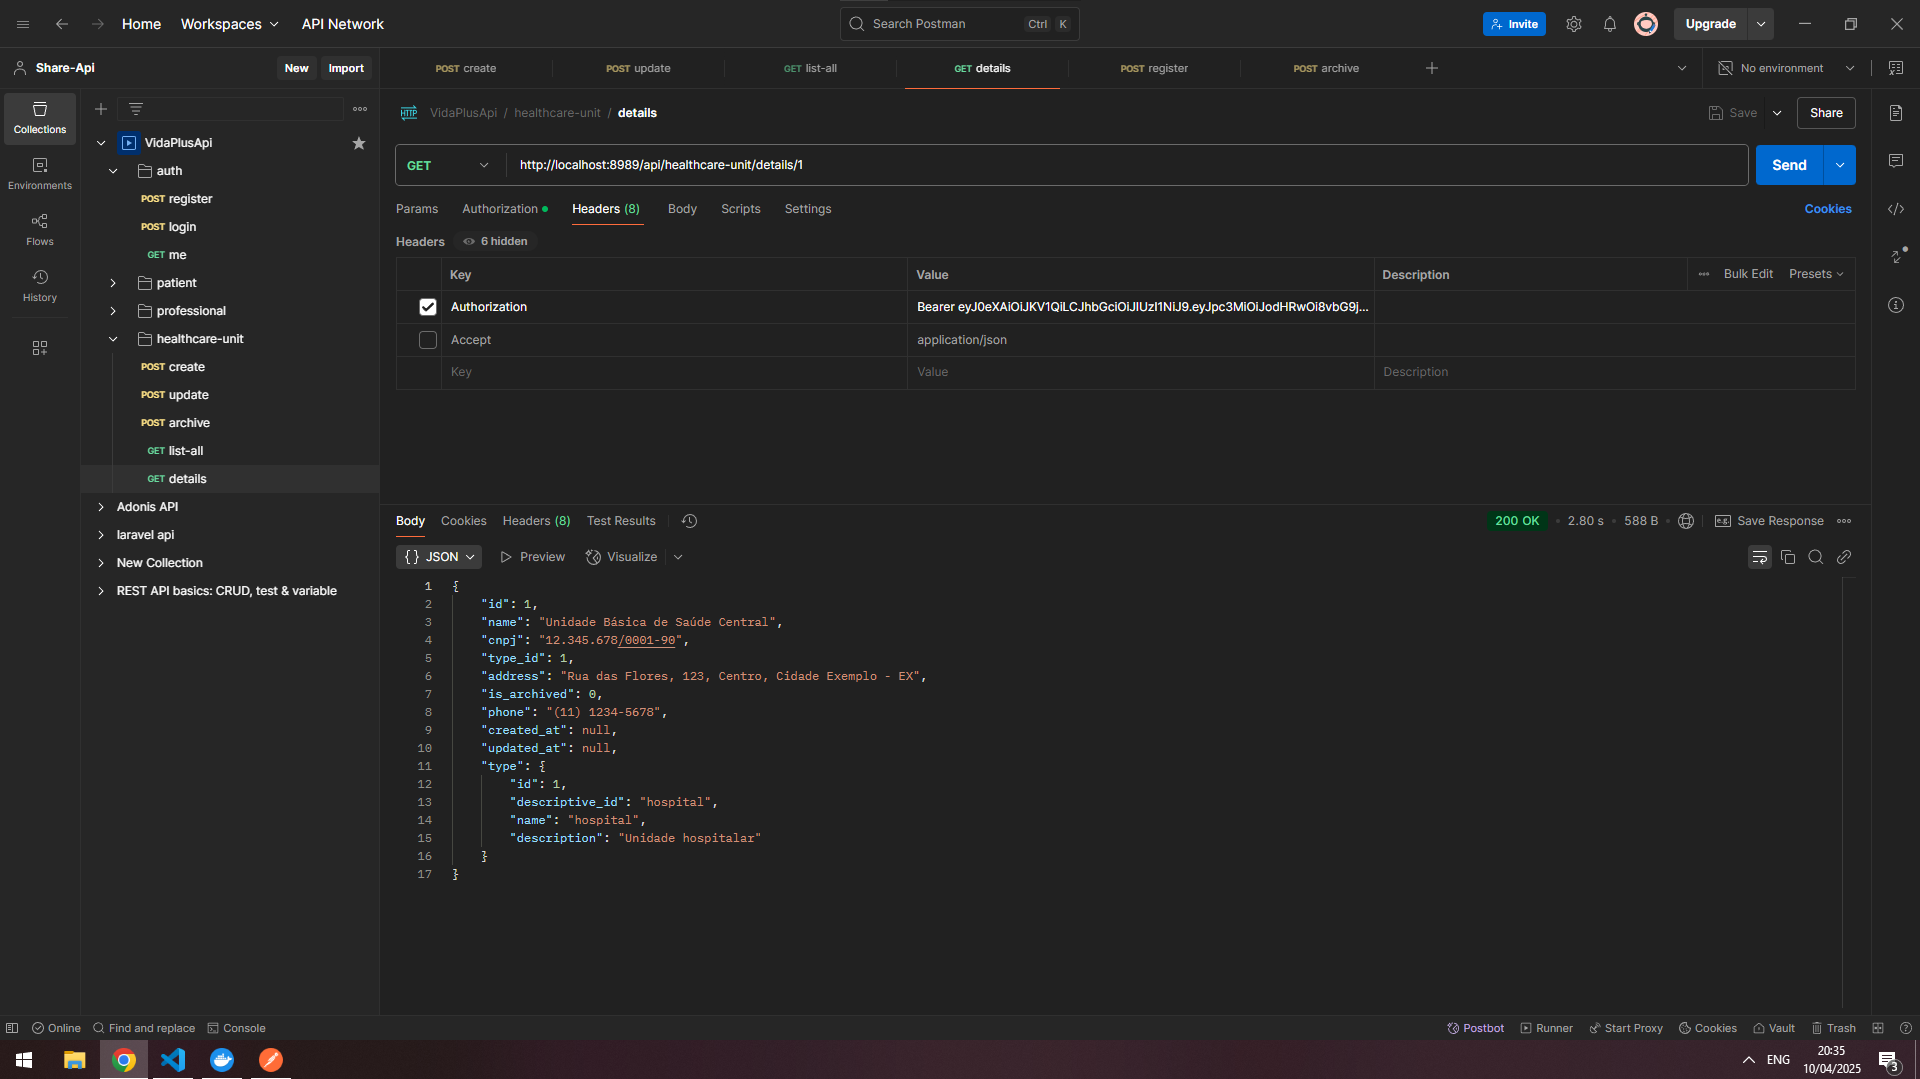 Home Workspaces API Network Search Postman Ctrl K Invite Upgrade
Share-Api New Import POST create POST update GET list-all GET details POST register POST archive No environment
Collections
Environments
Flows
History
VidaPlusApi
auth
POST register
POST login
GET me
patient
professional
healthcare-unit
POST create
POST update
POST archive
GET list-all
GET details
Adonis API
laravel api
New Collection
REST API basics: CRUD, test & variable
HTTP VidaPlusApi / healthcare-unit / details Save Share
GET http://localhost:8989/api/healthcare-unit/details/1 Send
Params Authorization Headers (8) Body Scripts Settings Cookies
Headers 6 hidden
Key Value Description Bulk Edit Presets
Authorization Bearer eyJ0eXAiOiJKV1QiLCJhbGciOiJIUzI1NiJ9.eyJpc3MiOiJodHRwOi8vbG9j...
Accept application/json
Key Value Description
Body Cookies Headers (8) Test Results 200 OK 2.80 s 588 B e.g. Save Response
{} JSON Preview Visualize
1 {
2 "id": 1,
3 "name": "Unidade Básica de Saúde Central",
4 "cnpj": "12.345.678/0001-90",
5 "type_id": 1,
6 "address": "Rua das Flores, 123, Centro, Cidade Exemplo - EX",
7 "is_archived": 0,
8 "phone": "(11) 1234-5678",
9 "created_at": null,
10 "updated_at": null,
11 "type": {
12 "id": 1,
13 "descriptive_id": "hospital",
14 "name": "hospital",
15 "description": "Unidade hospitalar"
16 }
17 }
Online Find and replace Console Postbot Runner Start Proxy Cookies Vault Trash
ENG 20:35
10/04/2025 3